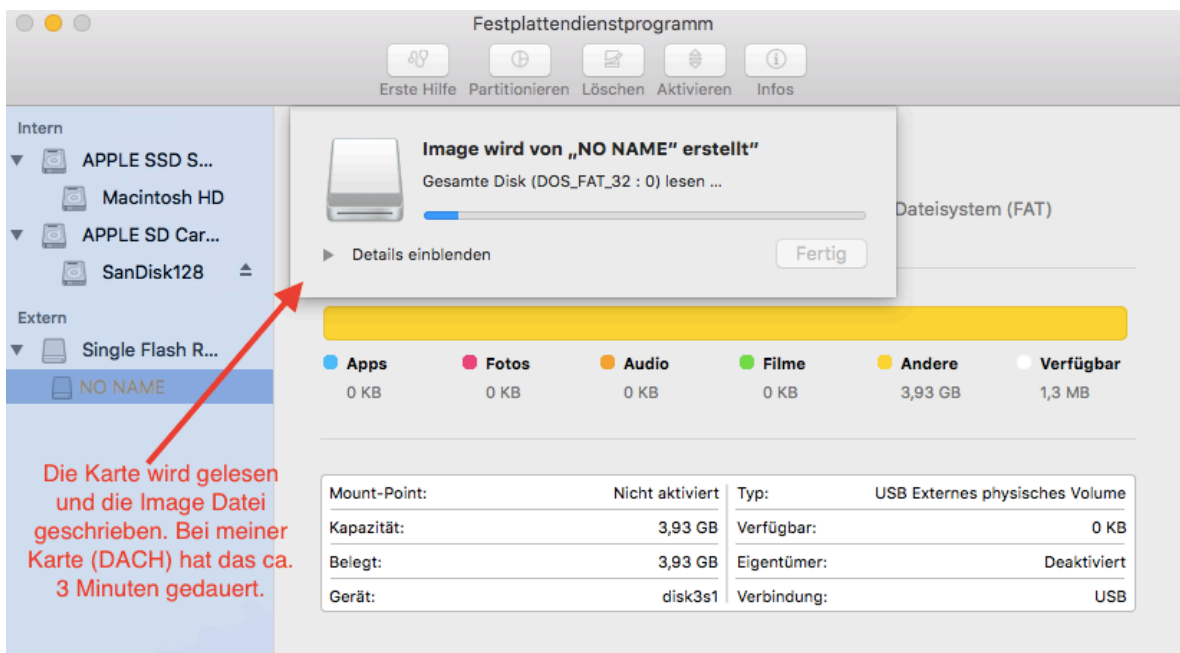 Festplattendienstprogramm
Erste Hilfe Partitionieren Löschen Aktivieren Infos
Intern
APPLE SSD S...
Macintosh HD
APPLE SD Car...
SanDisk128
Extern
Single Flash R...
NO NAME
Image wird von „NO NAME" erstellt"
Gesamte Disk (DOS_FAT_32 : 0) lesen ...
Details einblenden
Fertig
Dateisystem (FAT)
Apps Fotos Audio Filme Andere Verfügbar
0 KB 0 KB 0 KB 0 KB 3,93 GB 1,3 MB
Die Karte wird gelesen
und die Image Datei
geschrieben. Bei meiner
Karte (DACH) hat das ca.
3 Minuten gedauert.
Mount-Point: Nicht aktiviert Typ: USB Externes physisches Volume
Kapazität: 3,93 GB Verfügbar: 0 KB
Belegt: 3,93 GB Eigentümer: Deaktiviert
Gerät: disk3s1 Verbindung: USB